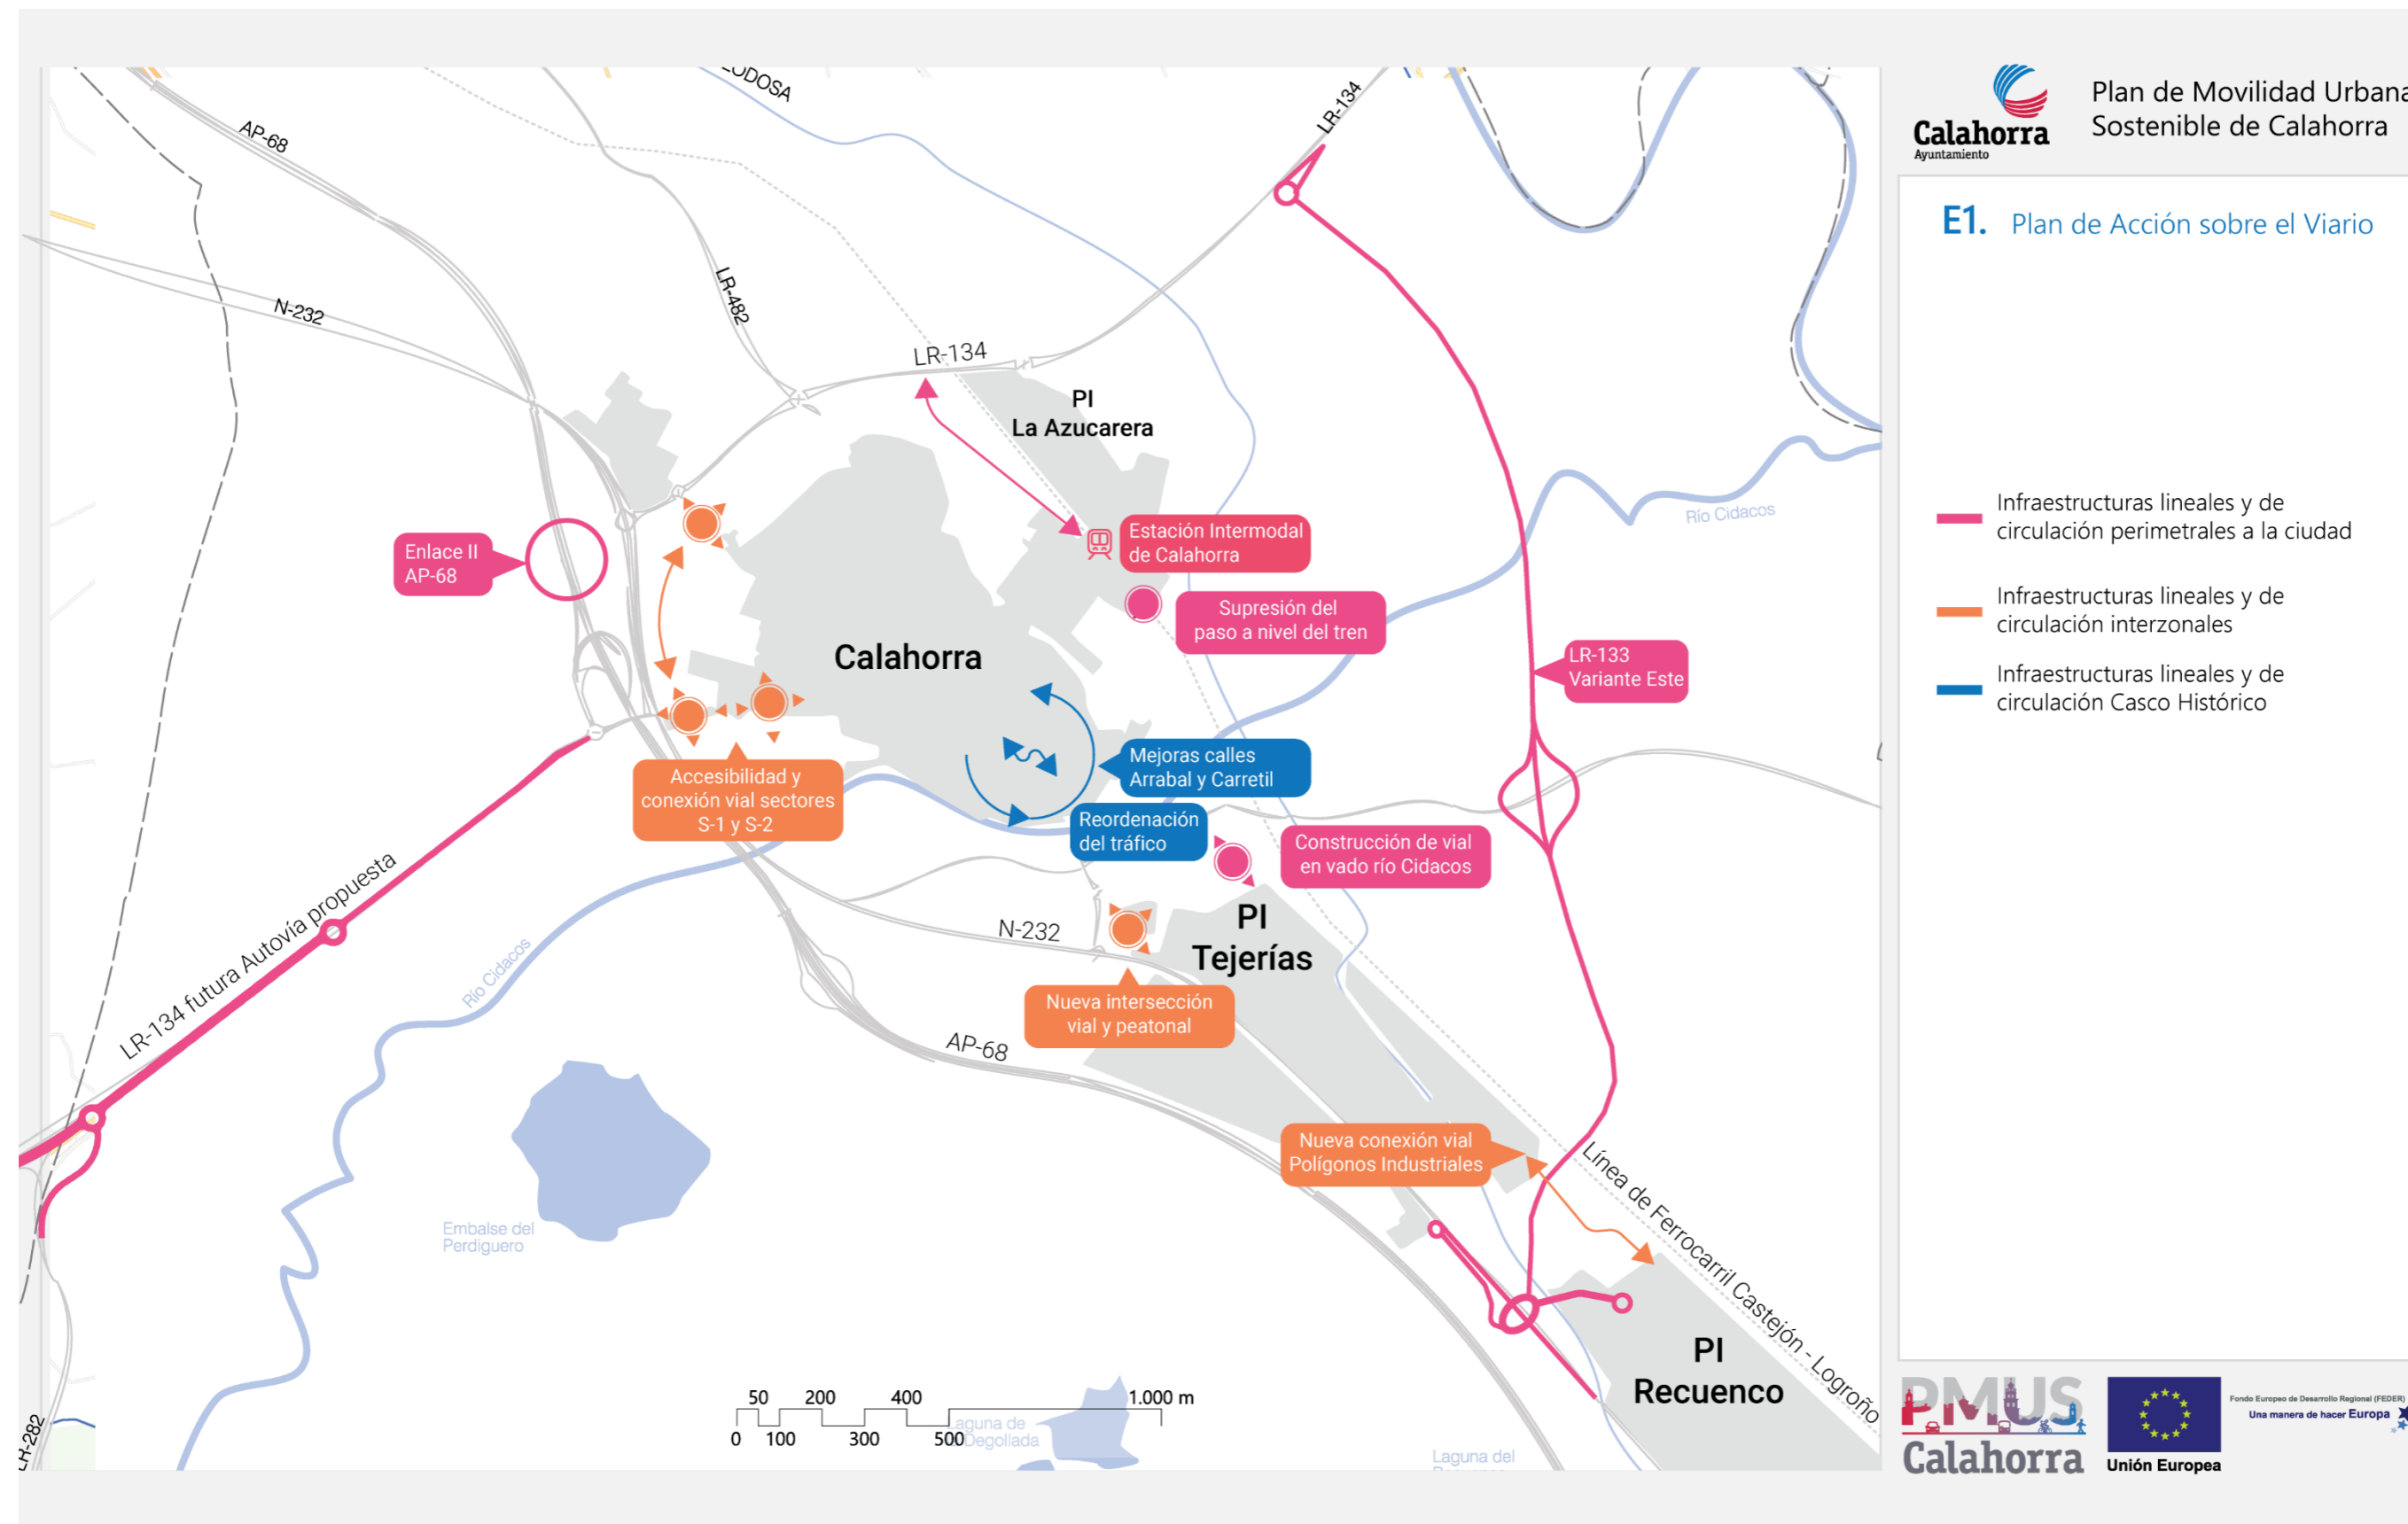 Calahorra
Ayuntamiento
Plan de Movilidad Urbana
Sostenible de Calahorra
E1. Plan de Acción sobre el Viario
Infraestructuras lineales y de
circulación perimetrales a la ciudad
Infraestructuras lineales y de
circulación interzonales
Infraestructuras lineales y de
circulación Casco Histórico
LODOSA
AP-68
LR-134
N-232
LR-482
LR-134
PI
La Azucarera
Río Cidacos
Enlace II
AP-68
Estación Intermodal
de Calahorra
Supresión del
paso a nivel del tren
Calahorra
LR-133
Variante Este
Mejoras calles
Arrabal y Carretil
Accesibilidad y
conexión vial sectores
S-1 y S-2
Reordenación
del tráfico
Construcción de vial
en vado río Cidacos
LR-134 futura Autovía propuesta
Río Cidacos
N-232
PI
Tejerías
Nueva intersección
vial y peatonal
AP-68
Nueva conexión vial
Polígonos Industriales
Línea de Ferrocarril Castejón - Logroño
Embalse del
Perdiguero
PI
Recuenco
LR-282
50 200 400 1.000 m
0 100 300 500
aguna de
Degollada
Laguna del
PMUS
Calahorra
Unión Europea
Fondo Europeo de Desarrollo Regional (FEDER)
Una manera de hacer Europa